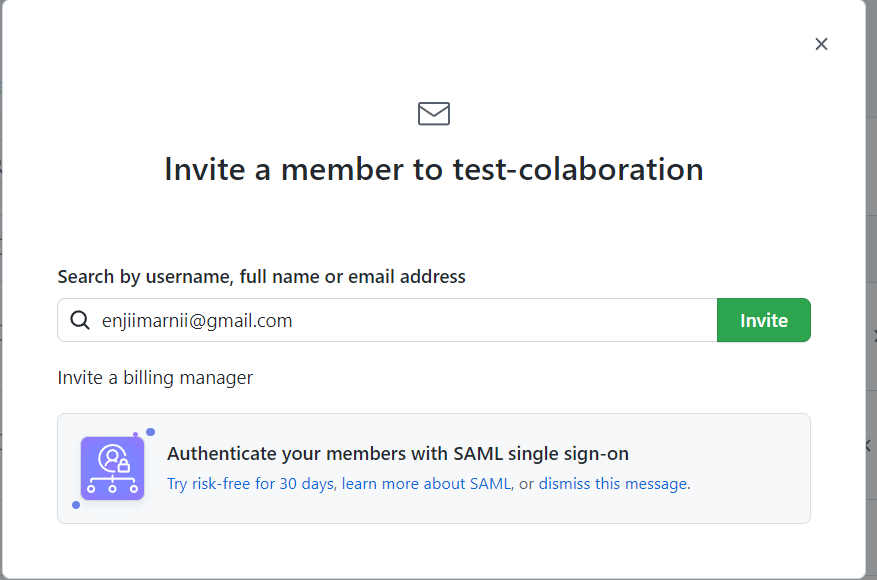 Invite a member to test-colaboration
Search by username, full name or email address
enjiimarnii@gmail.com
Invite
Invite a billing manager
Authenticate your members with SAML single sign-on
Try risk-free for 30 days, learn more about SAML, or dismiss this message.